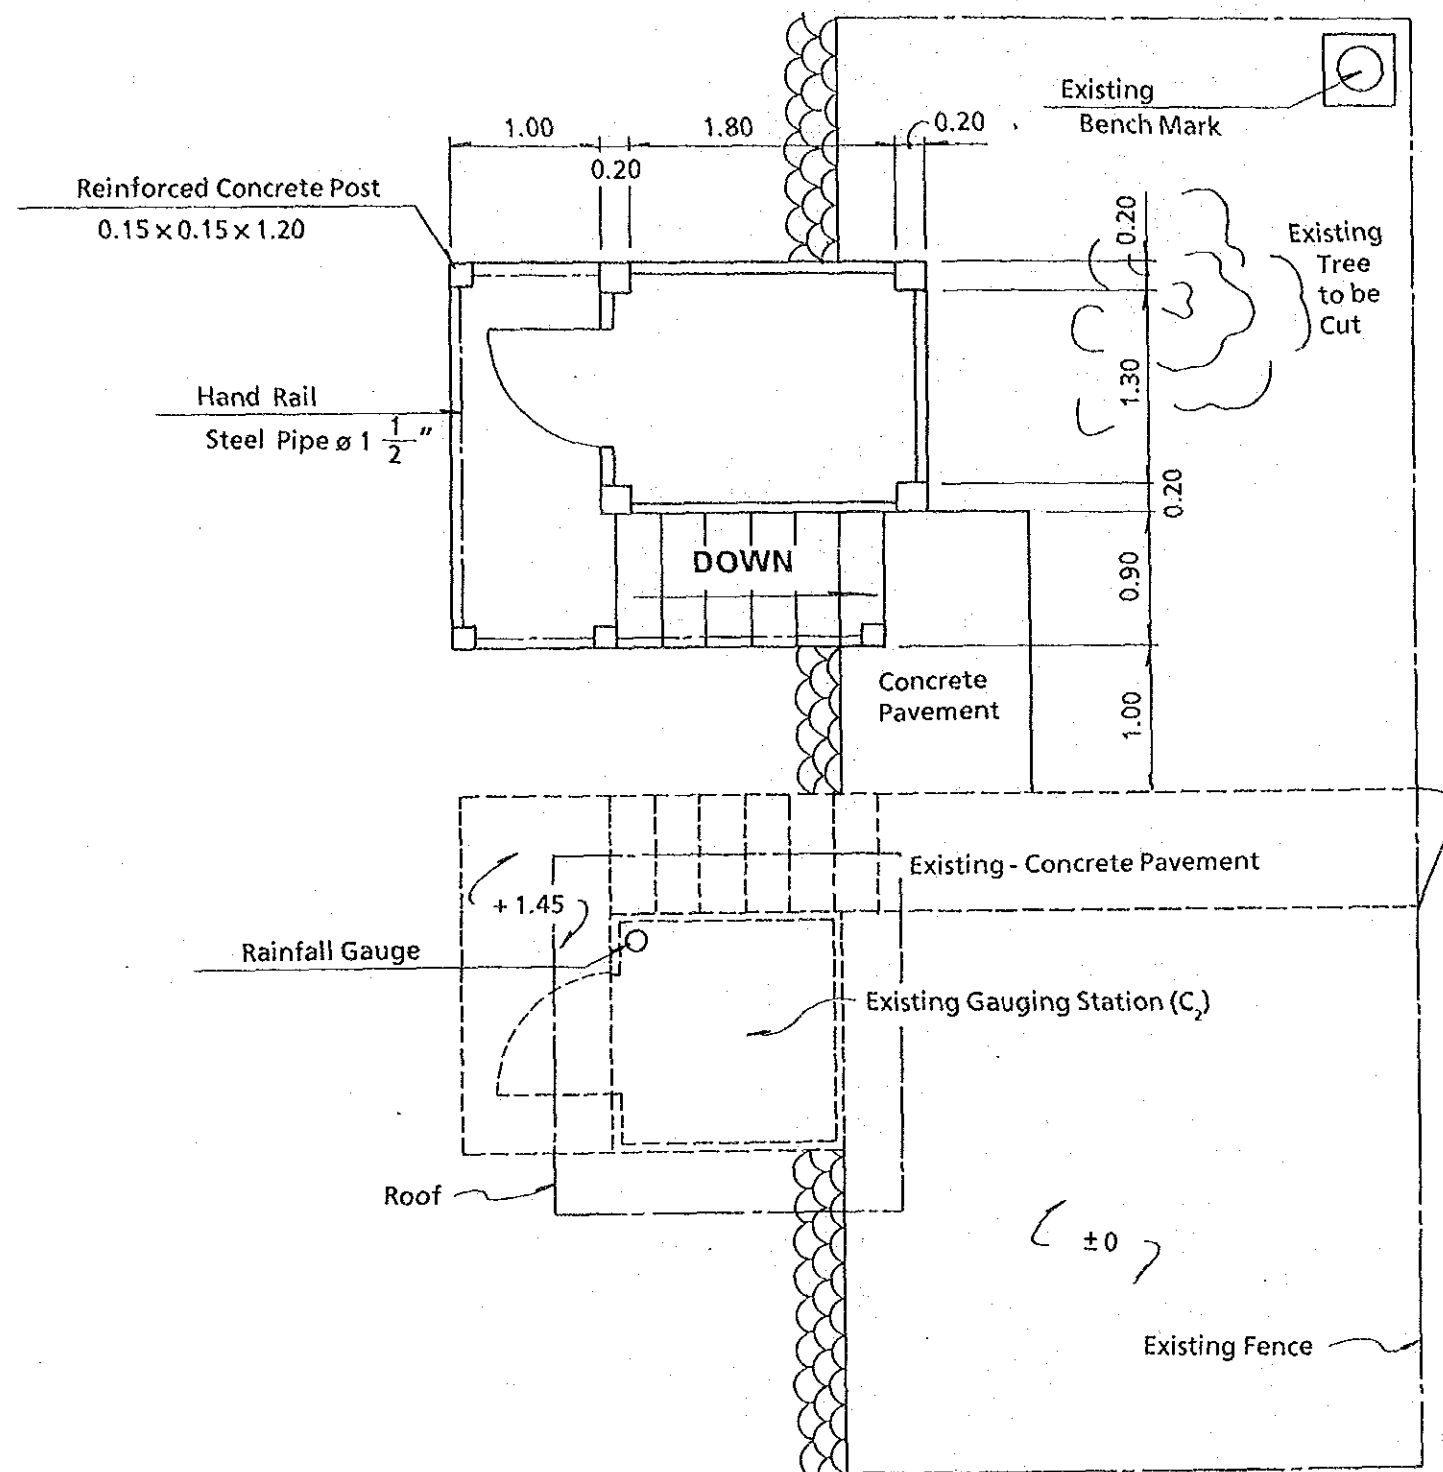 Existing
Bench Mark
1.00
1.80
0.20
0.20
Reinforced Concrete Post
0.15 x 0.15 x 1.20
0.20
Existing
Tree
to be
Cut
1.30
Hand Rail
Steel Pipe ø 1 1/2"
0.20
DOWN
0.90
Concrete
Pavement
1.00
Existing - Concrete Pavement
+ 1.45
Rainfall Gauge
Existing Gauging Station (C₂)
Roof
± 0
Existing Fence